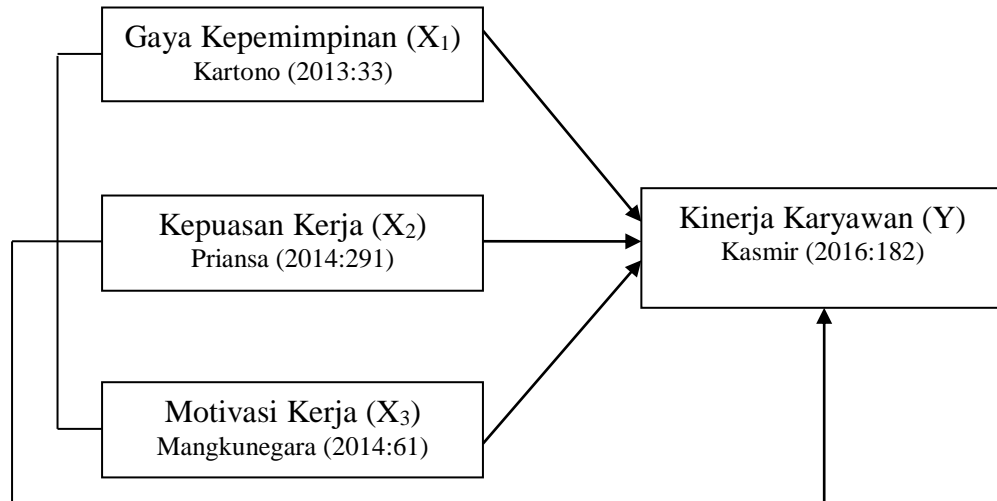 Gaya Kepemimpinan (X₁)
Kartono (2013:33)
Kepuasan Kerja (X₂)
Priansa (2014:291)
Kinerja Karyawan (Y)
Kasmir (2016:182)
Motivasi Kerja (X₃)
Mangkunegara (2014:61)